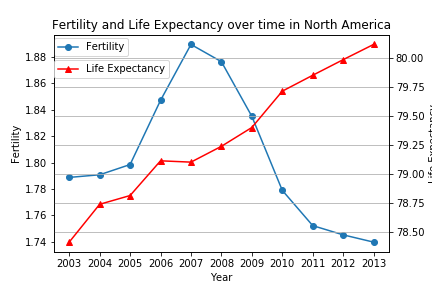 Fertility and Life Expectancy over time in North America
Fertility
Life Expectancy
1.88
1.86
1.84
1.82
1.80
1.78
1.76
1.74
Fertility
80.00
79.75
79.50
79.25
79.00
78.75
78.50
Life Expectancy
2003 2004 2005 2006 2007 2008 2009 2010 2011 2012 2013
Year